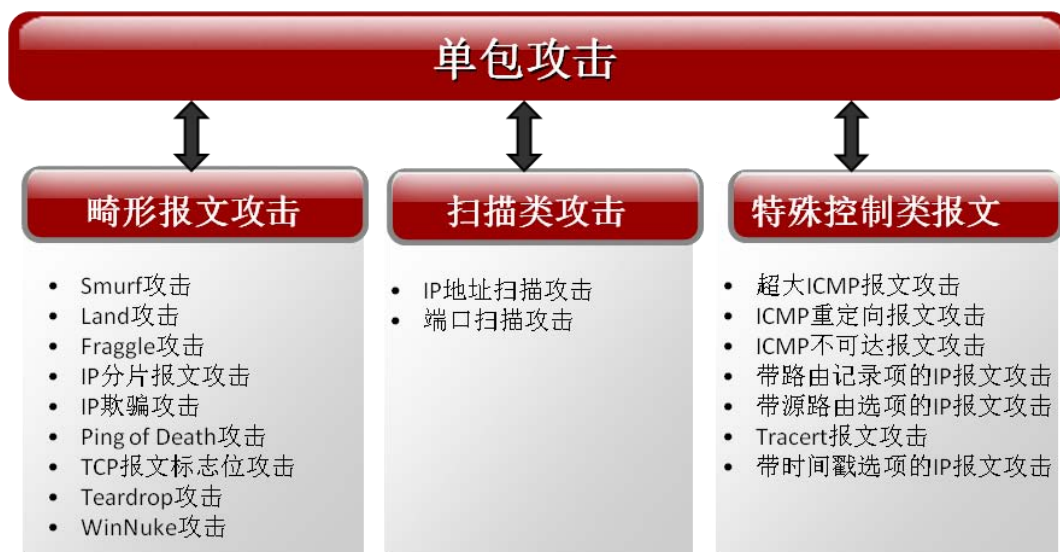 单包攻击
畸形报文攻击
• Smurf攻击
• Land攻击
• Fraggle攻击
• IP分片报文攻击
• IP欺骗攻击
• Ping of Death攻击
• TCP报文标志位攻击
• Teardrop攻击
• WinNuke攻击
扫描类攻击
• IP地址扫描攻击
• 端口扫描攻击
特殊控制类报文
• 超大ICMP报文攻击
• ICMP重定向报文攻击
• ICMP不可达报文攻击
• 带路由记录项的IP报文攻击
• 带源路由选项的IP报文攻击
• Tracert报文攻击
• 带时间戳选项的IP报文攻击